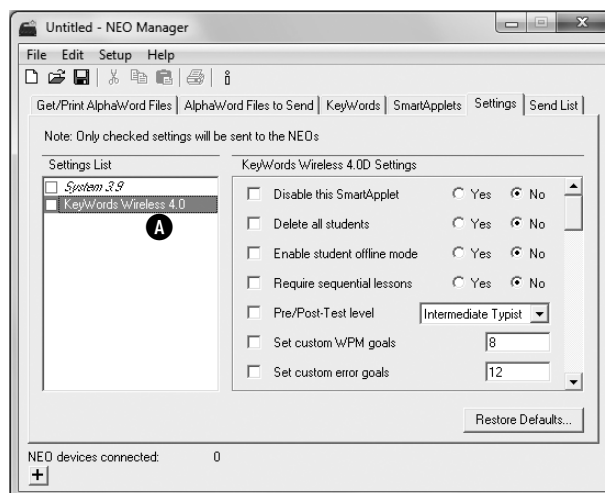 Untitled - NEO Manager
File Edit Setup Help
Get/Print AlphaWord Files AlphaWord Files to Send KeyWords SmartApplets Settings Send List
Note: Only checked settings will be sent to the NEOs
Settings List
System 3.9
KeyWords Wireless 4.0
A
KeyWords Wireless 4.0D Settings
Disable this SmartApplet Yes No
Delete all students Yes No
Enable student offline mode Yes No
Require sequential lessons Yes No
Pre/Post-Test level Intermediate Typist
Set custom WPM goals 8
Set custom error goals 12
Restore Defaults...
NEO devices connected: 0
+